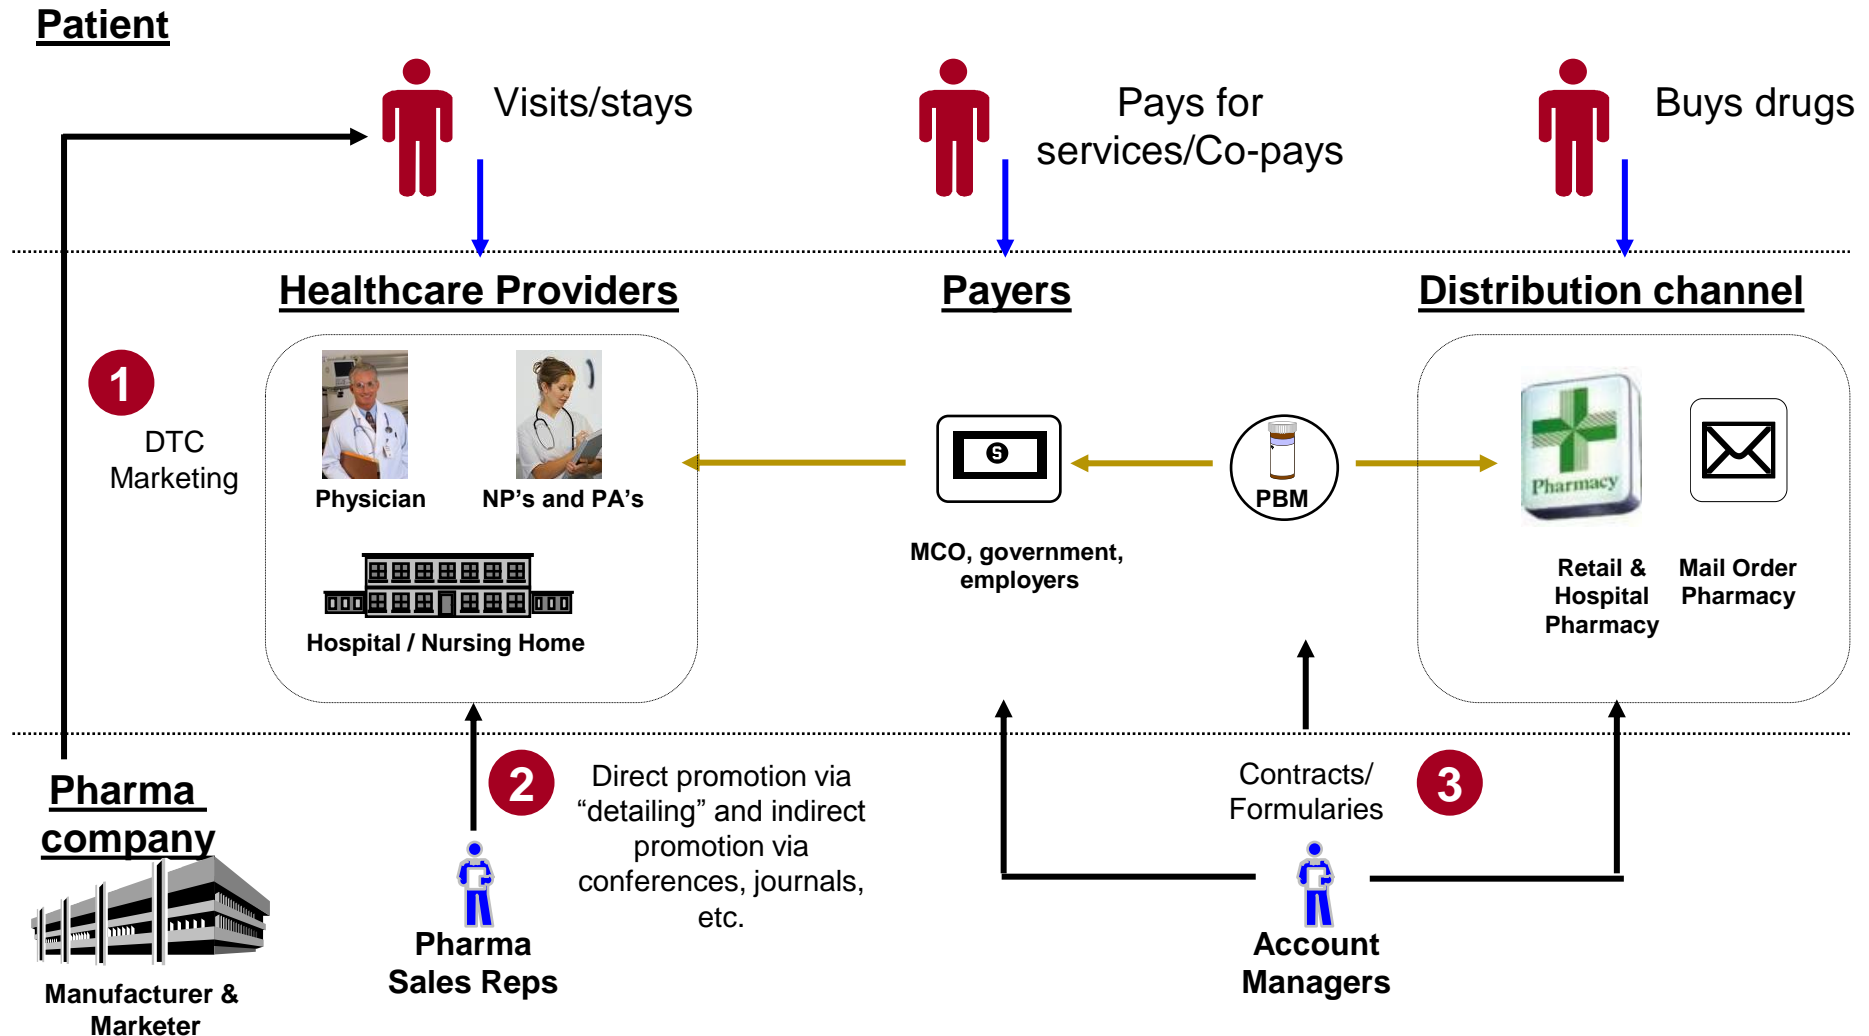 Patient
Visits/stays
Pays for
services/Co-pays
Buys drugs
Healthcare Providers
Payers
Distribution channel
1
DTC
Marketing
Physician
NP’s and PA’s
Hospital / Nursing Home
$
MCO, government,
employers
PBM
Pharmacy
Retail &
Hospital
Pharmacy
Mail Order
Pharmacy
Pharma
company
Manufacturer &
Marketer
2
Direct promotion via
“detailing” and indirect
promotion via
conferences, journals,
etc.
Pharma
Sales Reps
Contracts/
Formularies
3
Account
Managers